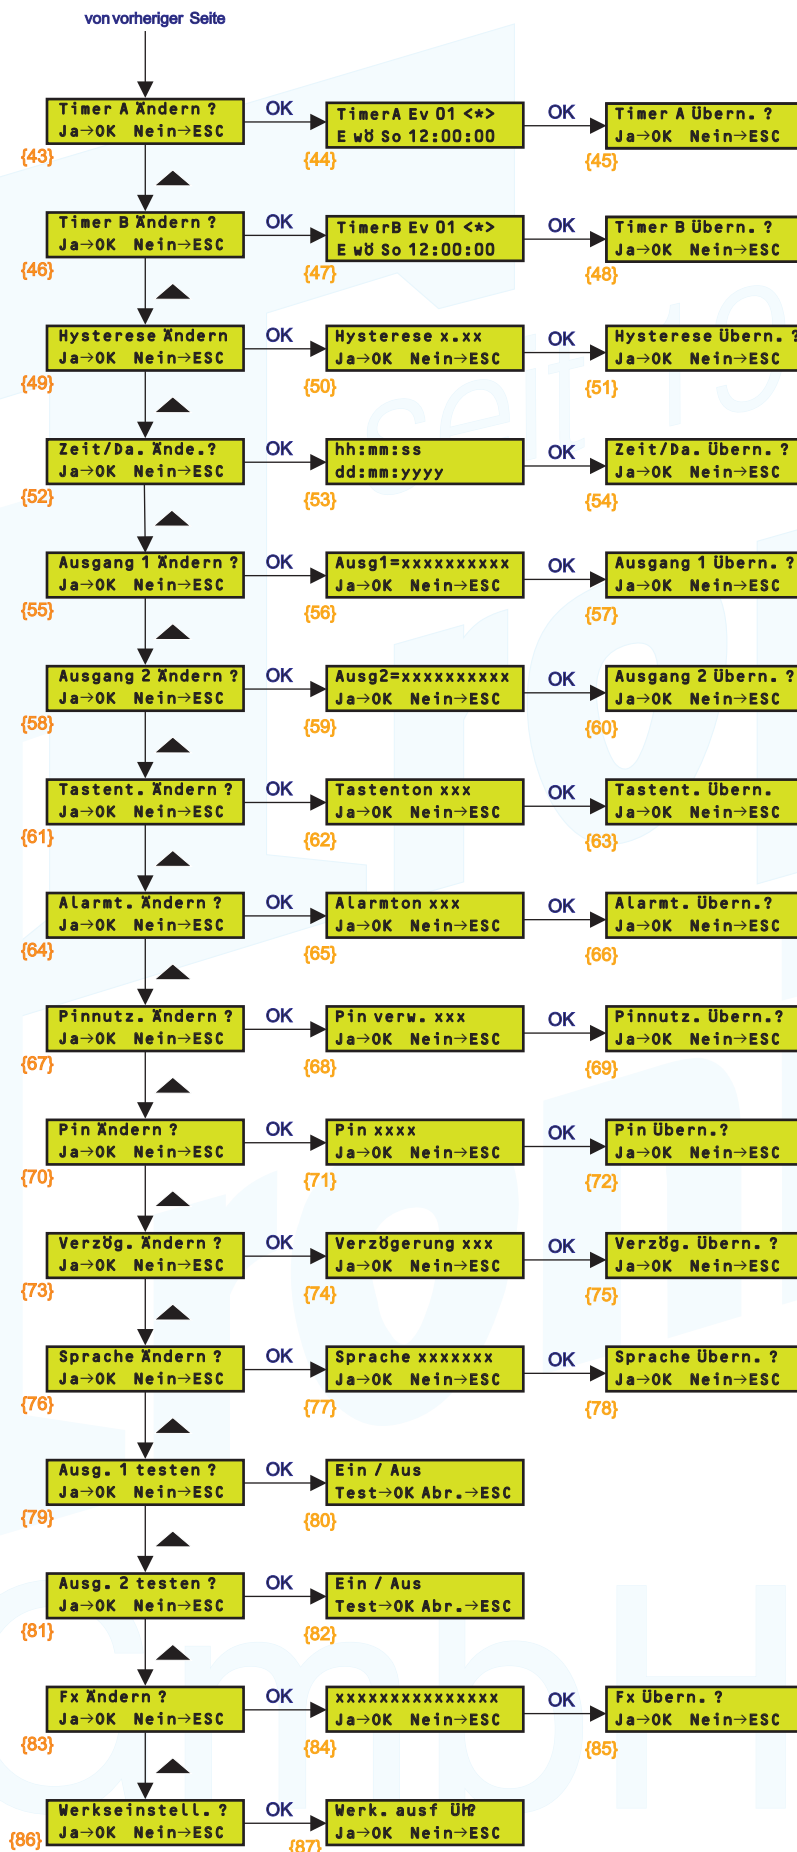 von vorheriger Seite
Timer A Ändern ?
Ja→OK Nein→ESC
{43}
OK
TimerA Ev 01 <*>
E wö So 12:00:00
{44}
OK
Timer A Übern. ?
Ja→OK Nein→ESC
{45}
Timer B Ändern ?
Ja→OK Nein→ESC
{46}
OK
TimerB Ev 01 <*>
E wö So 12:00:00
{47}
OK
Timer B Übern. ?
Ja→OK Nein→ESC
{48}
Hysterese Ändern
Ja→OK Nein→ESC
{49}
OK
Hysterese x.xx
Ja→OK Nein→ESC
{50}
OK
Hysterese Übern. ?
Ja→OK Nein→ESC
{51}
Zeit/Da. Ände.?
Ja→OK Nein→ESC
{52}
OK
hh:mm:ss
dd:mm:yyyy
{53}
OK
Zeit/Da. Übern. ?
Ja→OK Nein→ESC
{54}
Ausgang 1 Ändern ?
Ja→OK Nein→ESC
{55}
OK
Ausg1=xxxxxxxxxx
Ja→OK Nein→ESC
{56}
OK
Ausgang 1 Übern. ?
Ja→OK Nein→ESC
{57}
Ausgang 2 Ändern ?
Ja→OK Nein→ESC
{58}
OK
Ausg2=xxxxxxxxxx
Ja→OK Nein→ESC
{59}
OK
Ausgang 2 Übern. ?
Ja→OK Nein→ESC
{60}
Tastent. Ändern ?
Ja→OK Nein→ESC
{61}
OK
Tastenton xxx
Ja→OK Nein→ESC
{62}
OK
Tastent. Übern.
Ja→OK Nein→ESC
{63}
Alarmt. Ändern ?
Ja→OK Nein→ESC
{64}
OK
Alarmton xxx
Ja→OK Nein→ESC
{65}
OK
Alarmt. Übern.?
Ja→OK Nein→ESC
{66}
Pinnutz. Ändern ?
Ja→OK Nein→ESC
{67}
OK
Pin verw. xxx
Ja→OK Nein→ESC
{68}
OK
Pinnutz. Übern.?
Ja→OK Nein→ESC
{69}
Pin Ändern ?
Ja→OK Nein→ESC
{70}
OK
Pin xxxx
Ja→OK Nein→ESC
{71}
OK
Pin Übern.?
Ja→OK Nein→ESC
{72}
Verzög. Ändern ?
Ja→OK Nein→ESC
{73}
OK
Verzögerung xxx
Ja→OK Nein→ESC
{74}
OK
Verzög. Übern. ?
Ja→OK Nein→ESC
{75}
Sprache Ändern ?
Ja→OK Nein→ESC
{76}
OK
Sprache xxxxxxx
Ja→OK Nein→ESC
{77}
OK
Sprache Übern. ?
Ja→OK Nein→ESC
{78}
Ausg. 1 testen ?
Ja→OK Nein→ESC
{79}
OK
Ein / Aus
Test→OK Abr.→ESC
{80}
Ausg. 2 testen ?
Ja→OK Nein→ESC
{81}
OK
Ein / Aus
Test→OK Abr.→ESC
{82}
Fx Ändern ?
Ja→OK Nein→ESC
{83}
OK
xxxxxxxxxxxxxxx
Ja→OK Nein→ESC
{84}
OK
Fx Übern. ?
Ja→OK Nein→ESC
{85}
Werkseinstell. ?
Ja→OK Nein→ESC
{86}
OK
Werk. ausf
Ja→OK Nein→ESC
{87}
seit 19
GmbH